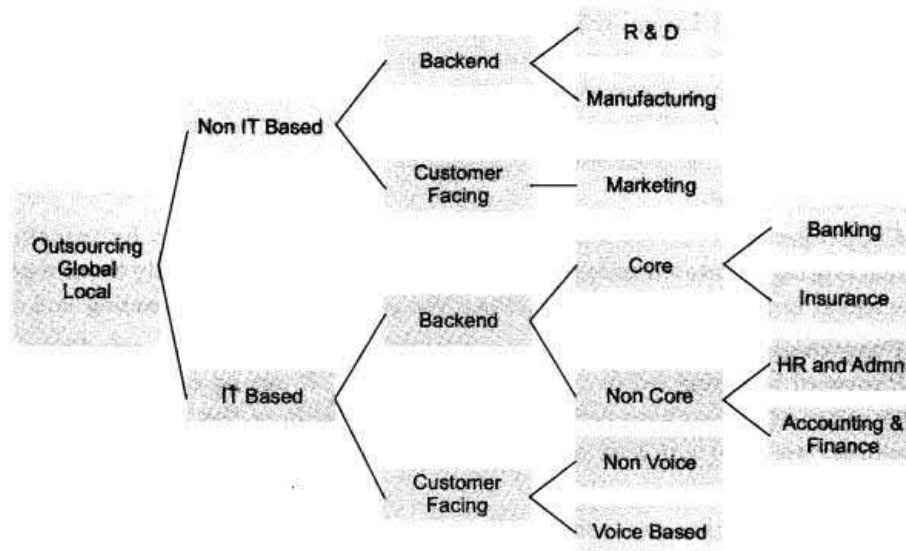 R & D
Backend
Manufacturing
Non IT Based
Customer
Facing
Marketing
Outsourcing
Global
Local
Banking
Core
Insurance
Backend
HR and Admn
IT Based
Non Core
Accounting &
Finance
Non Voice
Customer
Facing
Voice Based